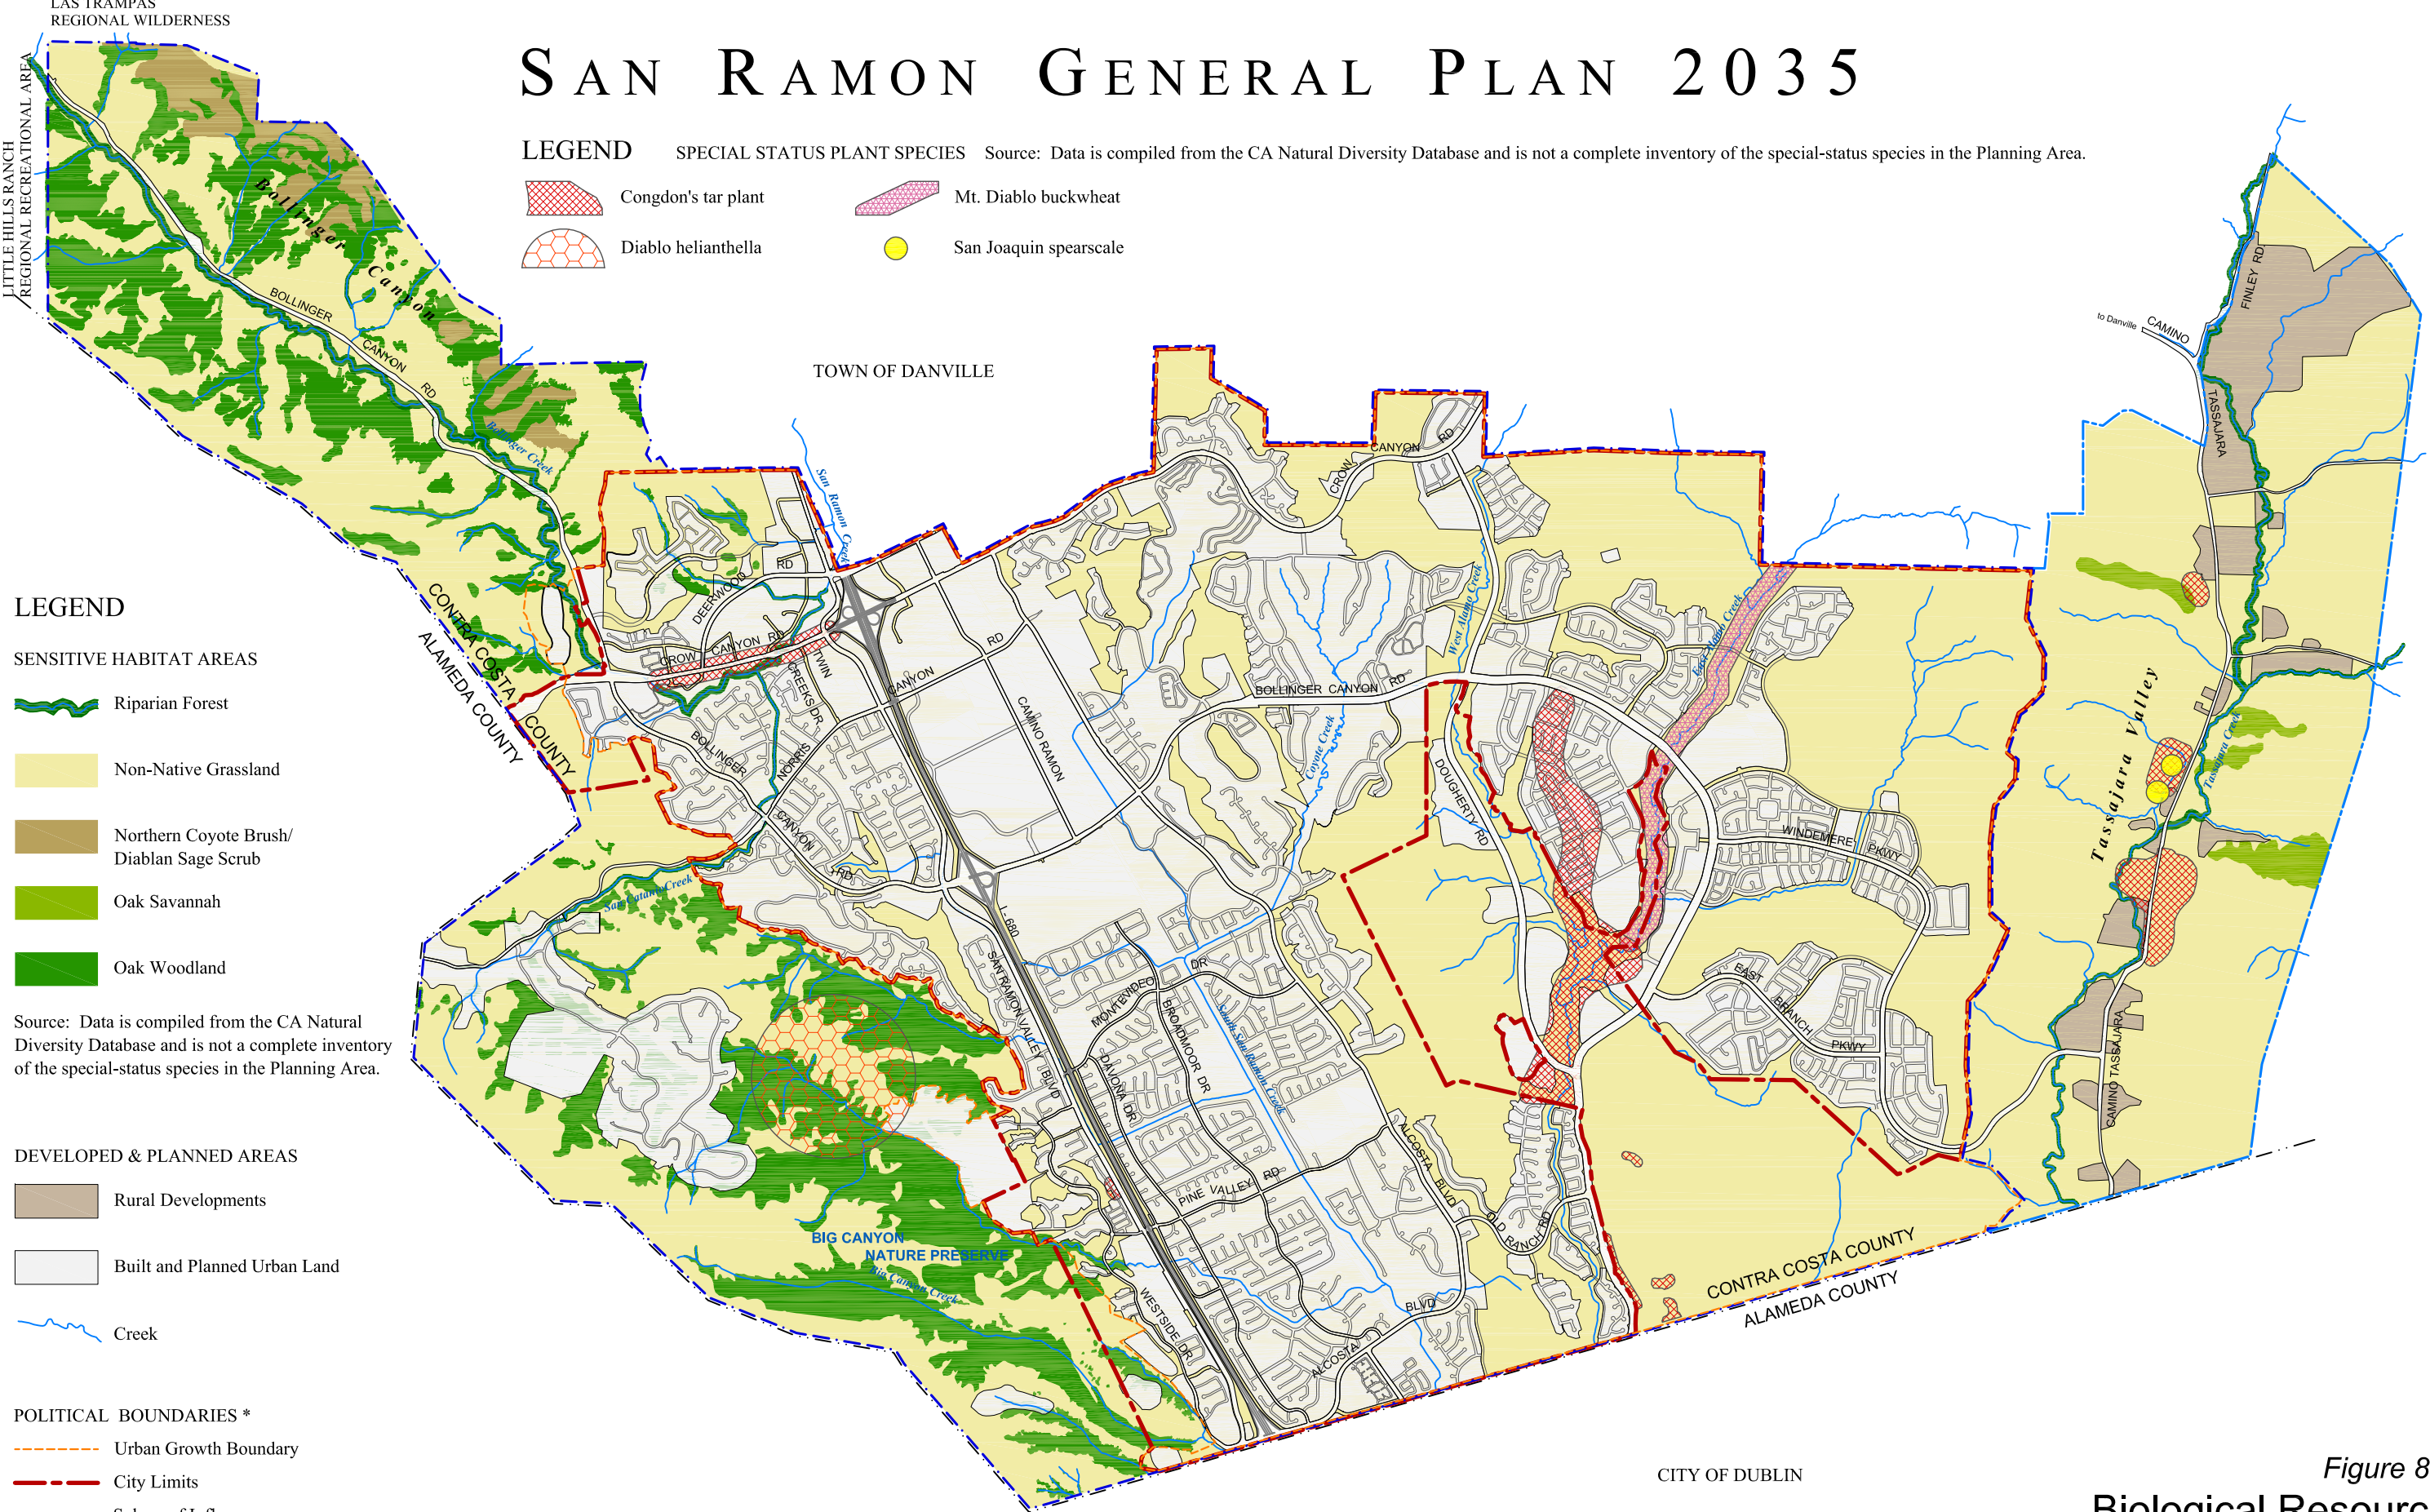 LAS TRAMPAS
REGIONAL WILDERNESS
LITTLE HILLS RANCH
REGIONAL RECREATIONAL AREA
SAN RAMON GENERAL PLAN 2035
LEGEND
SPECIAL STATUS PLANT SPECIES Source: Data is compiled from the CA Natural Diversity Database and is not a complete inventory of the special-status species in the Planning Area.
Congdon's tar plant
Mt. Diablo buckwheat
Diablo helianthella
San Joaquin spearscale
Bollinger Canyon
BOLLINGER CANYON RD
Bollinger Creek
TOWN OF DANVILLE
San Ramon Creek
CROW CANYON RD
to Danville
CAMINO
TASSAJARA
FINLEY RD
DEERWOOD RD
CROW CANYON RD
TWIN CREEKS DR
CANYON RD
CAMINO RAMON
BOLLINGER CANYON RD
West Alamo Creek
East Alamo Creek
Coyote Creek
DOUGHERTY RD
BOLLINGER
CANYON
RD
NORRIS
CONTRA COSTA COUNTY
ALAMEDA COUNTY
San Catanio Creek
I - 680
SAN RAMON VALLEY BLVD
MONTEVIDEO DR
BROADMOOR DR
DAVONA DR
South San Ramon Creek
PINE VALLEY RD
ALCOSTA BLVD
OLD RANCH RD
ALCOSTA BLVD
WESTSIDE DR
BIG CANYON
NATURE PRESERVE
Big Canyon Creek
WINDEMERE PKWY
EAST BRANCH PKWY
Tassajara Valley
Tassajara Creek
CAMINO TASSAJARA
CONTRA COSTA COUNTY
ALAMEDA COUNTY
CITY OF DUBLIN
LEGEND
SENSITIVE HABITAT AREAS
Riparian Forest
Non-Native Grassland
Northern Coyote Brush/
Diablan Sage Scrub
Oak Savannah
Oak Woodland
Source: Data is compiled from the CA Natural
Diversity Database and is not a complete inventory
of the special-status species in the Planning Area.
DEVELOPED & PLANNED AREAS
Rural Developments
Built and Planned Urban Land
Creek
POLITICAL BOUNDARIES *
Urban Growth Boundary
City Limits
Figure 8
Biological Resourc